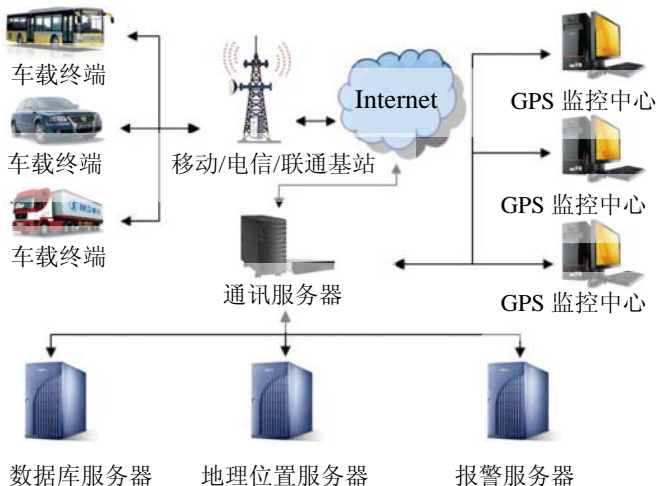 车载终端
车载终端
车载终端
移动/电信/联通基站
Internet
GPS 监控中心
GPS 监控中心
GPS 监控中心
通讯服务器
数据库服务器
地理位置服务器
报警服务器